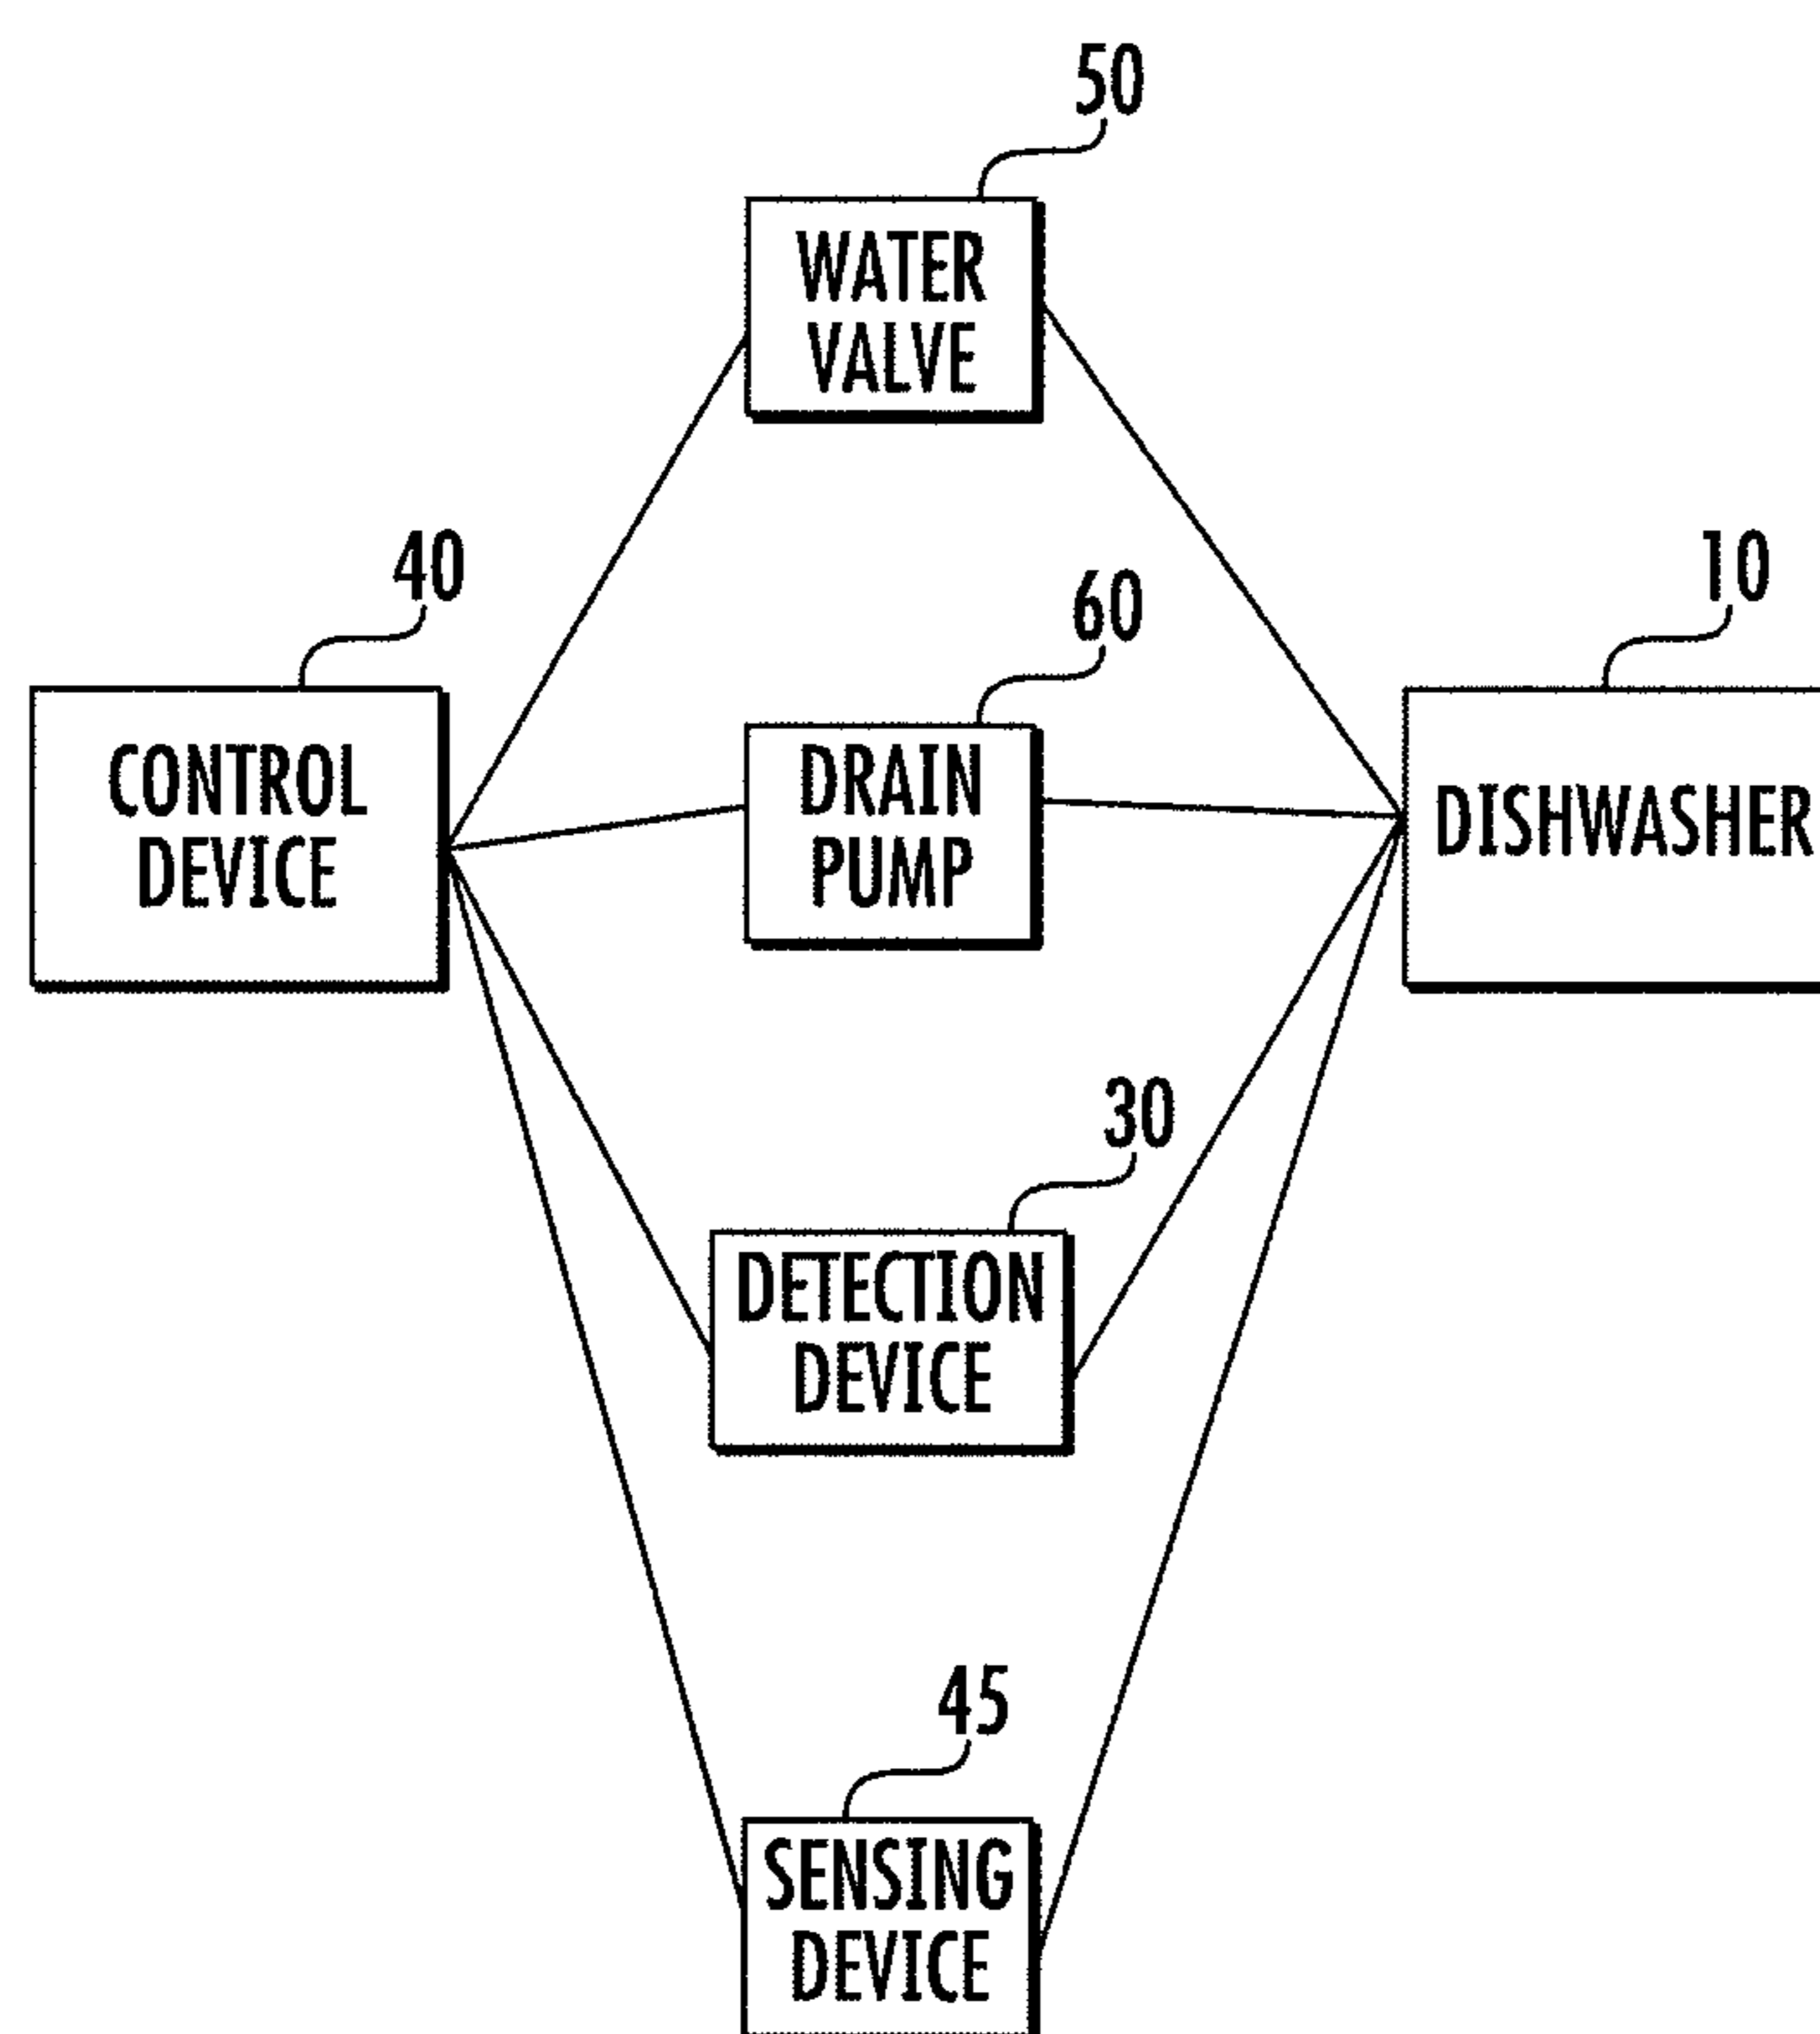 50
WATER
VALVE
40
60
10
CONTROL
DEVICE
DRAIN
PUMP
DISHWASHER
30
DETECTION
DEVICE
45
SENSING
DEVICE